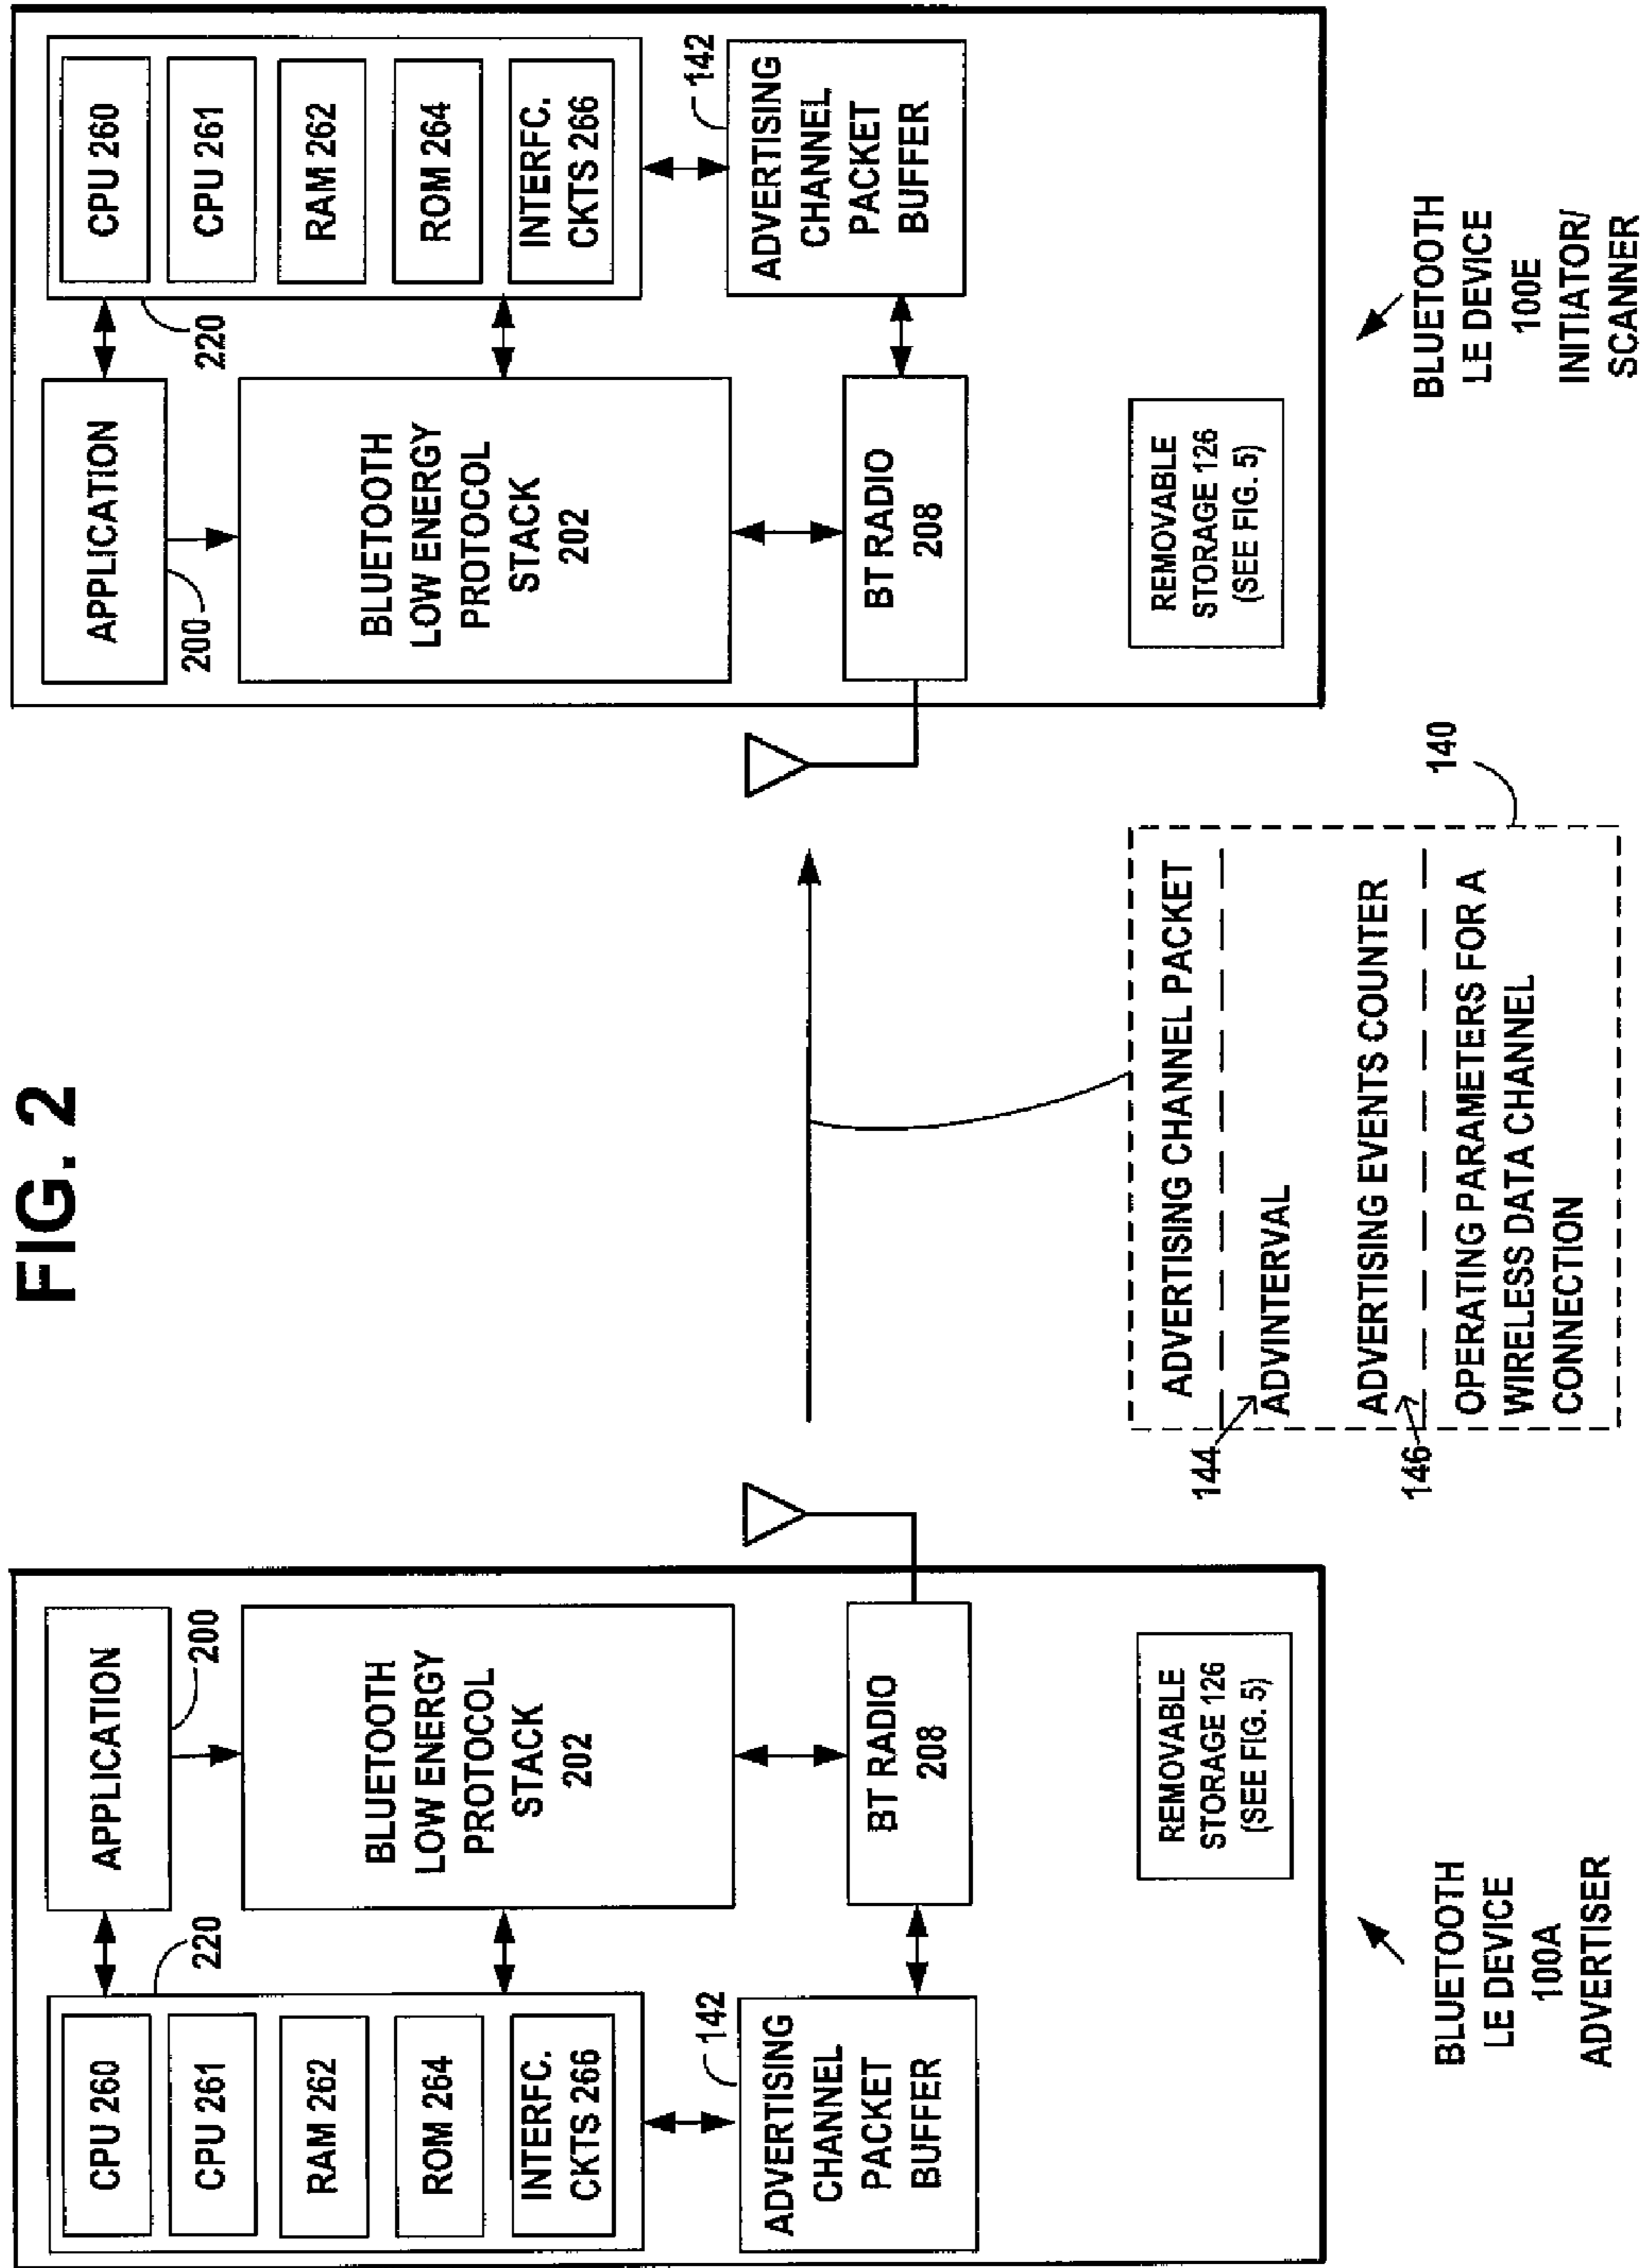 FIG. 2
CPU 260
CPU 261
RAM 262
ROM 264
INTERFC.
CKTS 266
220
APPLICATION
200
BLUETOOTH
LOW ENERGY
PROTOCOL
STACK
202
142
ADVERTISING
CHANNEL
PACKET
BUFFER
BT RADIO
208
REMOVABLE
STORAGE 126
(SEE FIG. 5)
BLUETOOTH
LE DEVICE
100A
ADVERTISER
ADVERTISING CHANNEL PACKET
144
ADVINTERVAL
ADVERTISING EVENTS COUNTER
146
OPERATING PARAMETERS FOR A
WIRELESS DATA CHANNEL
CONNECTION
140
APPLICATION
200
220
CPU 260
CPU 261
RAM 262
ROM 264
INTERFC.
CKTS 266
BLUETOOTH
LOW ENERGY
PROTOCOL
STACK
202
142
ADVERTISING
CHANNEL
PACKET
BUFFER
BT RADIO
208
REMOVABLE
STORAGE 126
(SEE FIG. 5)
BLUETOOTH
LE DEVICE
100E
INITIATOR/
SCANNER